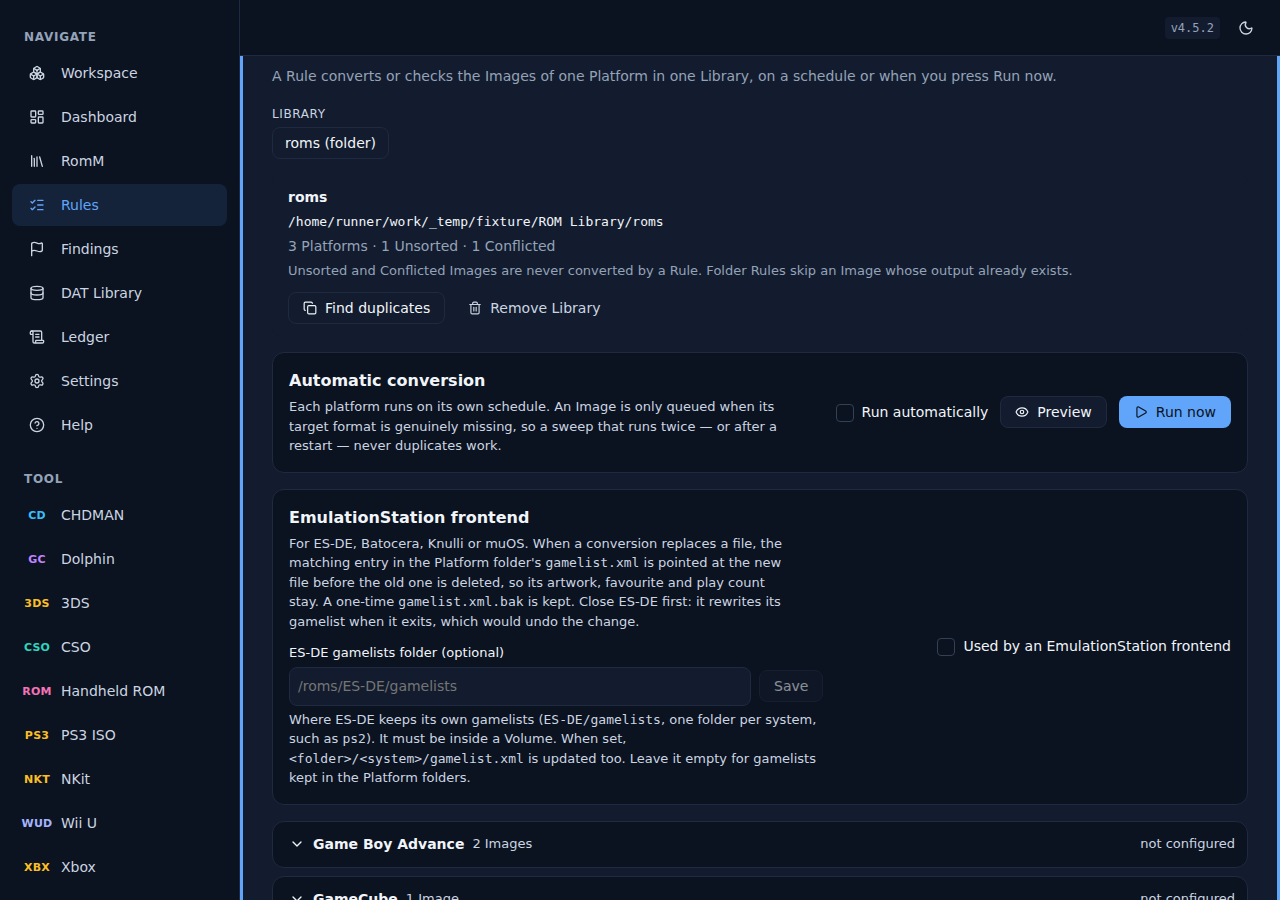 NAVIGATE
Workspace
Dashboard
RomM
Rules
Findings
DAT Library
Ledger
Settings
Help
TOOL
CD CHDMAN
GC Dolphin
3DS 3DS
CSO CSO
ROM Handheld ROM
PS3 PS3 ISO
NKT NKit
WUD Wii U
XBX Xbox
v4.5.2
A Rule converts or checks the Images of one Platform in one Library, on a schedule or when you press Run now.
LIBRARY
roms (folder)
roms
/home/runner/work/_temp/fixture/ROM Library/roms
3 Platforms · 1 Unsorted · 1 Conflicted
Unsorted and Conflicted Images are never converted by a Rule. Folder Rules skip an Image whose output already exists.
Find duplicates
Remove Library
Automatic conversion
Each platform runs on its own schedule. An Image is only queued when its
target format is genuinely missing, so a sweep that runs twice — or after a
restart — never duplicates work.
Run automatically
Preview
Run now
EmulationStation frontend
For ES-DE, Batocera, Knulli or muOS. When a conversion replaces a file, the
matching entry in the Platform folder's gamelist.xml is pointed at the new
file before the old one is deleted, so its artwork, favourite and play count
stay. A one-time gamelist.xml.bak is kept. Close ES-DE first: it rewrites its
gamelist when it exits, which would undo the change.
ES-DE gamelists folder (optional)
/roms/ES-DE/gamelists
Save
Where ES-DE keeps its own gamelists (ES-DE/gamelists, one folder per system,
such as ps2). It must be inside a Volume. When set,
<folder>/<system>/gamelist.xml is updated too. Leave it empty for gamelists
kept in the Platform folders.
Used by an EmulationStation frontend
Game Boy Advance 2 Images
not configured
GameCube 1 Image
not configured